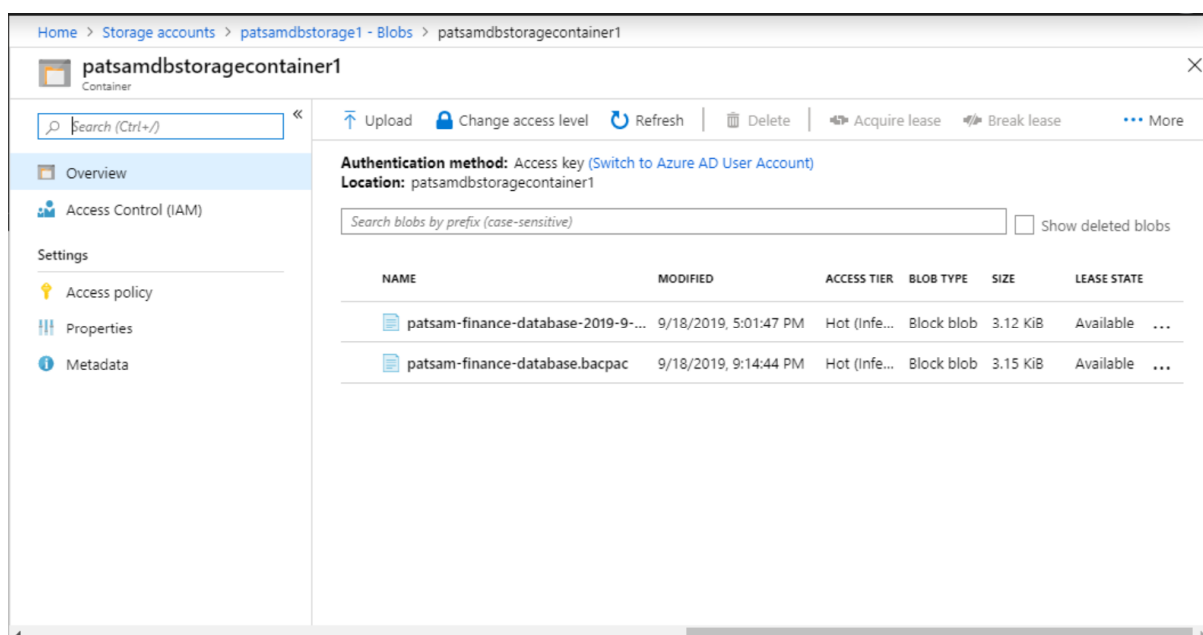 Home > Storage accounts > patsamdbstorage1 - Blobs > patsamdbstoragecontainer1
patsamdbstoragecontainer1
Container
Search (Ctrl+/)
Overview
Access Control (IAM)
Settings
Access policy
Properties
Metadata
Upload Change access level Refresh Delete Acquire lease Break lease ••• More
Authentication method: Access key (Switch to Azure AD User Account)
Location: patsamdbstoragecontainer1
Search blobs by prefix (case-sensitive)
Show deleted blobs
NAME MODIFIED ACCESS TIER BLOB TYPE SIZE LEASE STATE
patsam-finance-database-2019-9-... 9/18/2019, 5:01:47 PM Hot (Infe... Block blob 3.12 KiB Available ...
patsam-finance-database.bacpac 9/18/2019, 9:14:44 PM Hot (Infe... Block blob 3.15 KiB Available ...